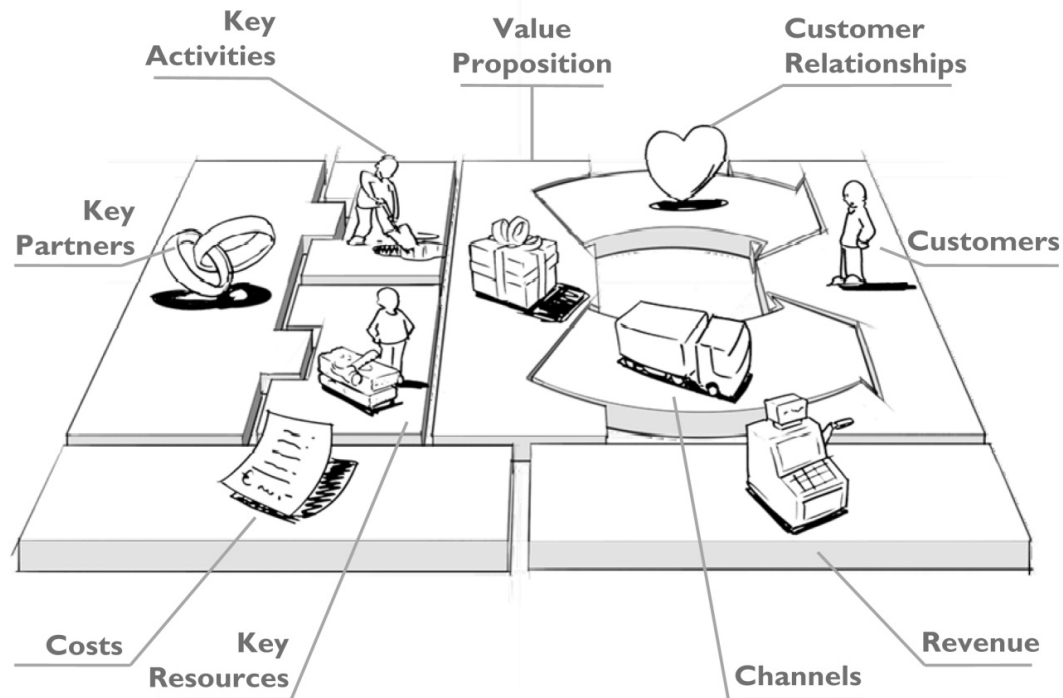 Key
Activities
Value
Proposition
Customer
Relationships
Key
Partners
Customers
Costs
Key
Resources
Channels
Revenue